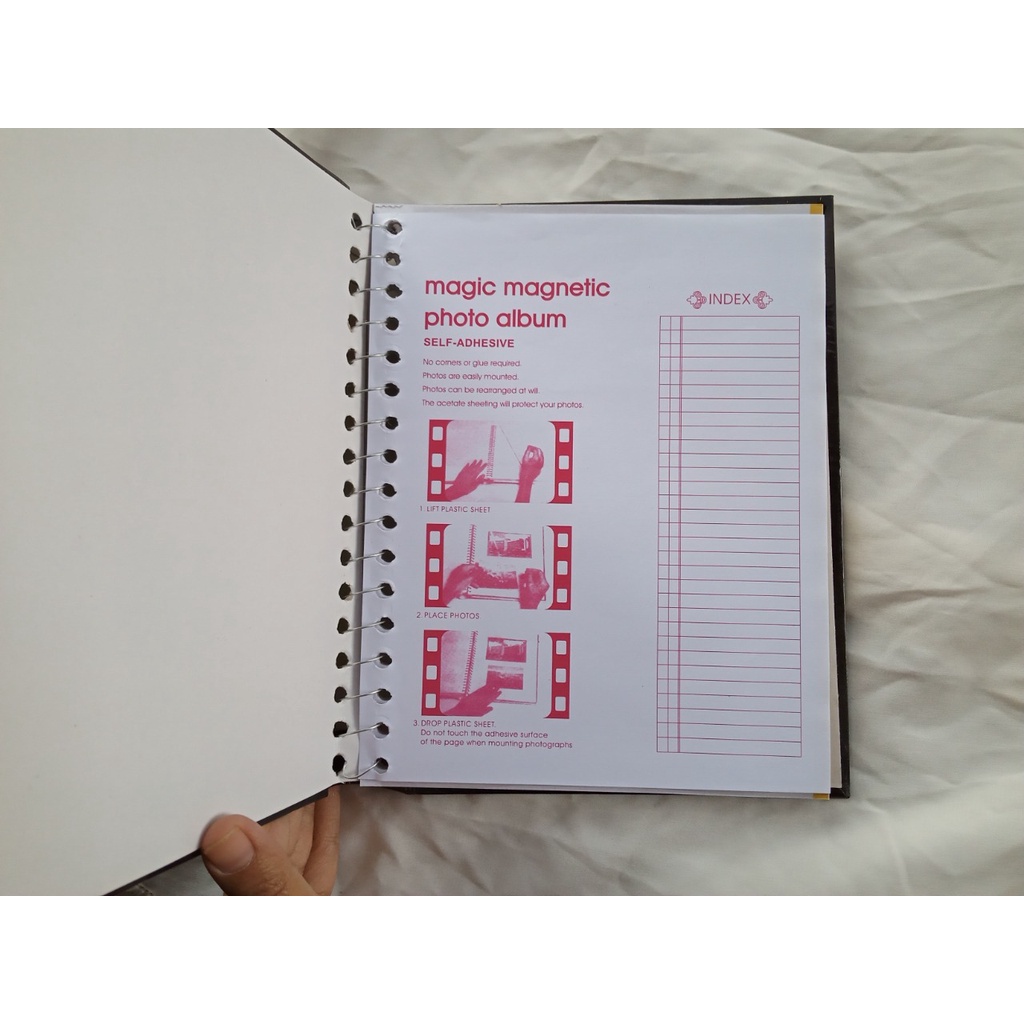 magic magnetic
photo album
SELF-ADHESIVE
No corners or glue required.
Photos are easily mounted.
Photos can be rearranged at will.
The acetate sheeting will protect your photos.
1. LIFT PLASTIC SHEET
2. PLACE PHOTOS
3. DROP PLASTIC SHEET.
Do not touch the adhesive surface
of the page when mounting photographs
INDEX